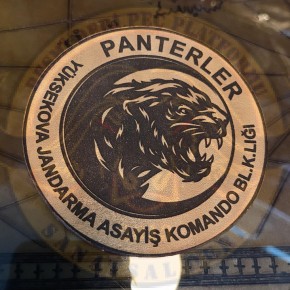 PANTERLER
YÜKSEKOVA JANDARMA ASAYİŞ KOMANDO BL.K.LIĞI